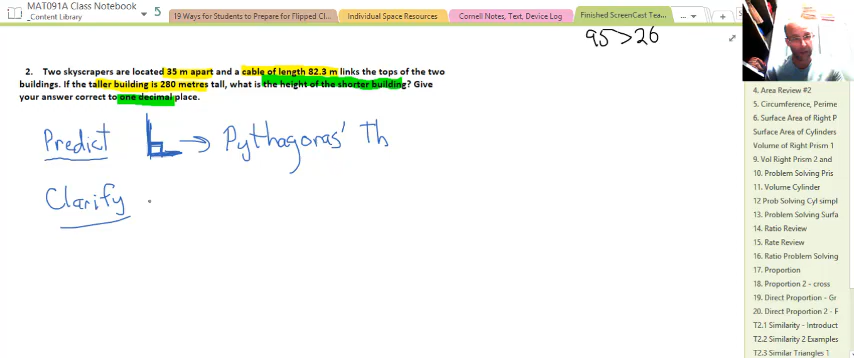 MAT091A Class Notebook
_Content Library
5
19 Ways for Students to Prepare for Flipped Cl...
Individual Space Resources
Cornell Notes, Text, Device Log
Finished ScreenCast Tea...
...
+
95 > 26
2. Two skyscrapers are located 35 m apart and a cable of length 82.3 m links the tops of the two
buildings. If the taller building is 280 metres tall, what is the height of the shorter building? Give
your answer correct to one decimal place.
Predict → Pythagoras' Th
Clarify
4. Area Review #2
5. Circumference, Perime
6. Surface Area of Right P
Surface Area of Cylinders
Volume of Right Prism 1
9. Vol Right Prism 2 and
10. Problem Solving Pris
11. Volume Cylinder
12 Prob Solving Cyl simpl
13. Problem Solving Surfa
14. Ratio Review
15. Rate Review
16. Ratio Problem Solving
17. Proportion
18. Proportion 2 - cross
19. Direct Proportion - Gr
20. Direct Proportion 2 - F
T2.1 Similarity - Introduct
T2.2 Similarity 2 Examples
T2.3 Similar Triangles 1